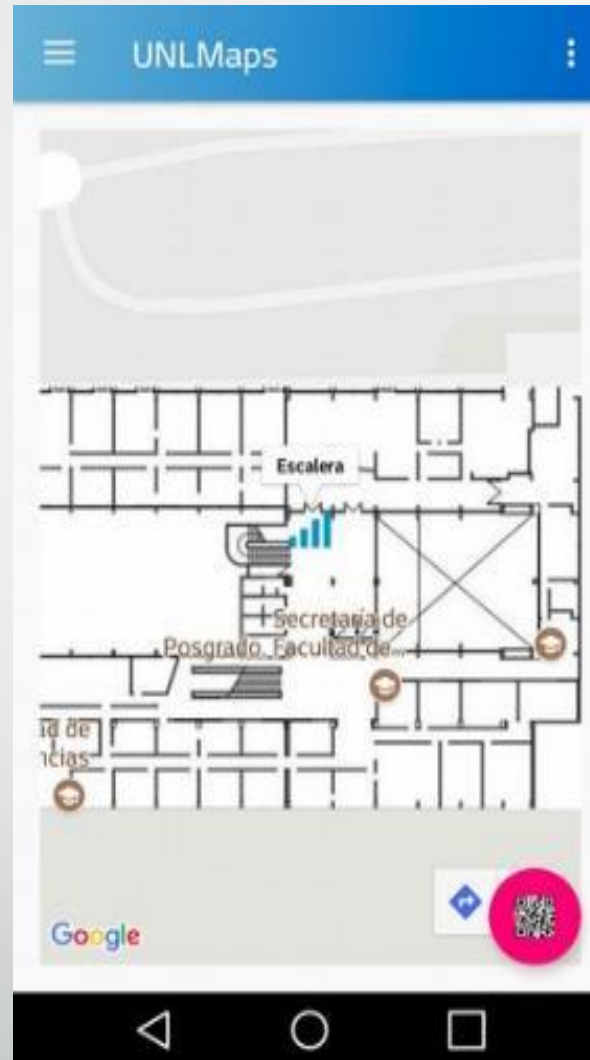 UNLMaps
Escalera
Secretaría de
Posgrado Facultad de...
ad de
ncias
Google